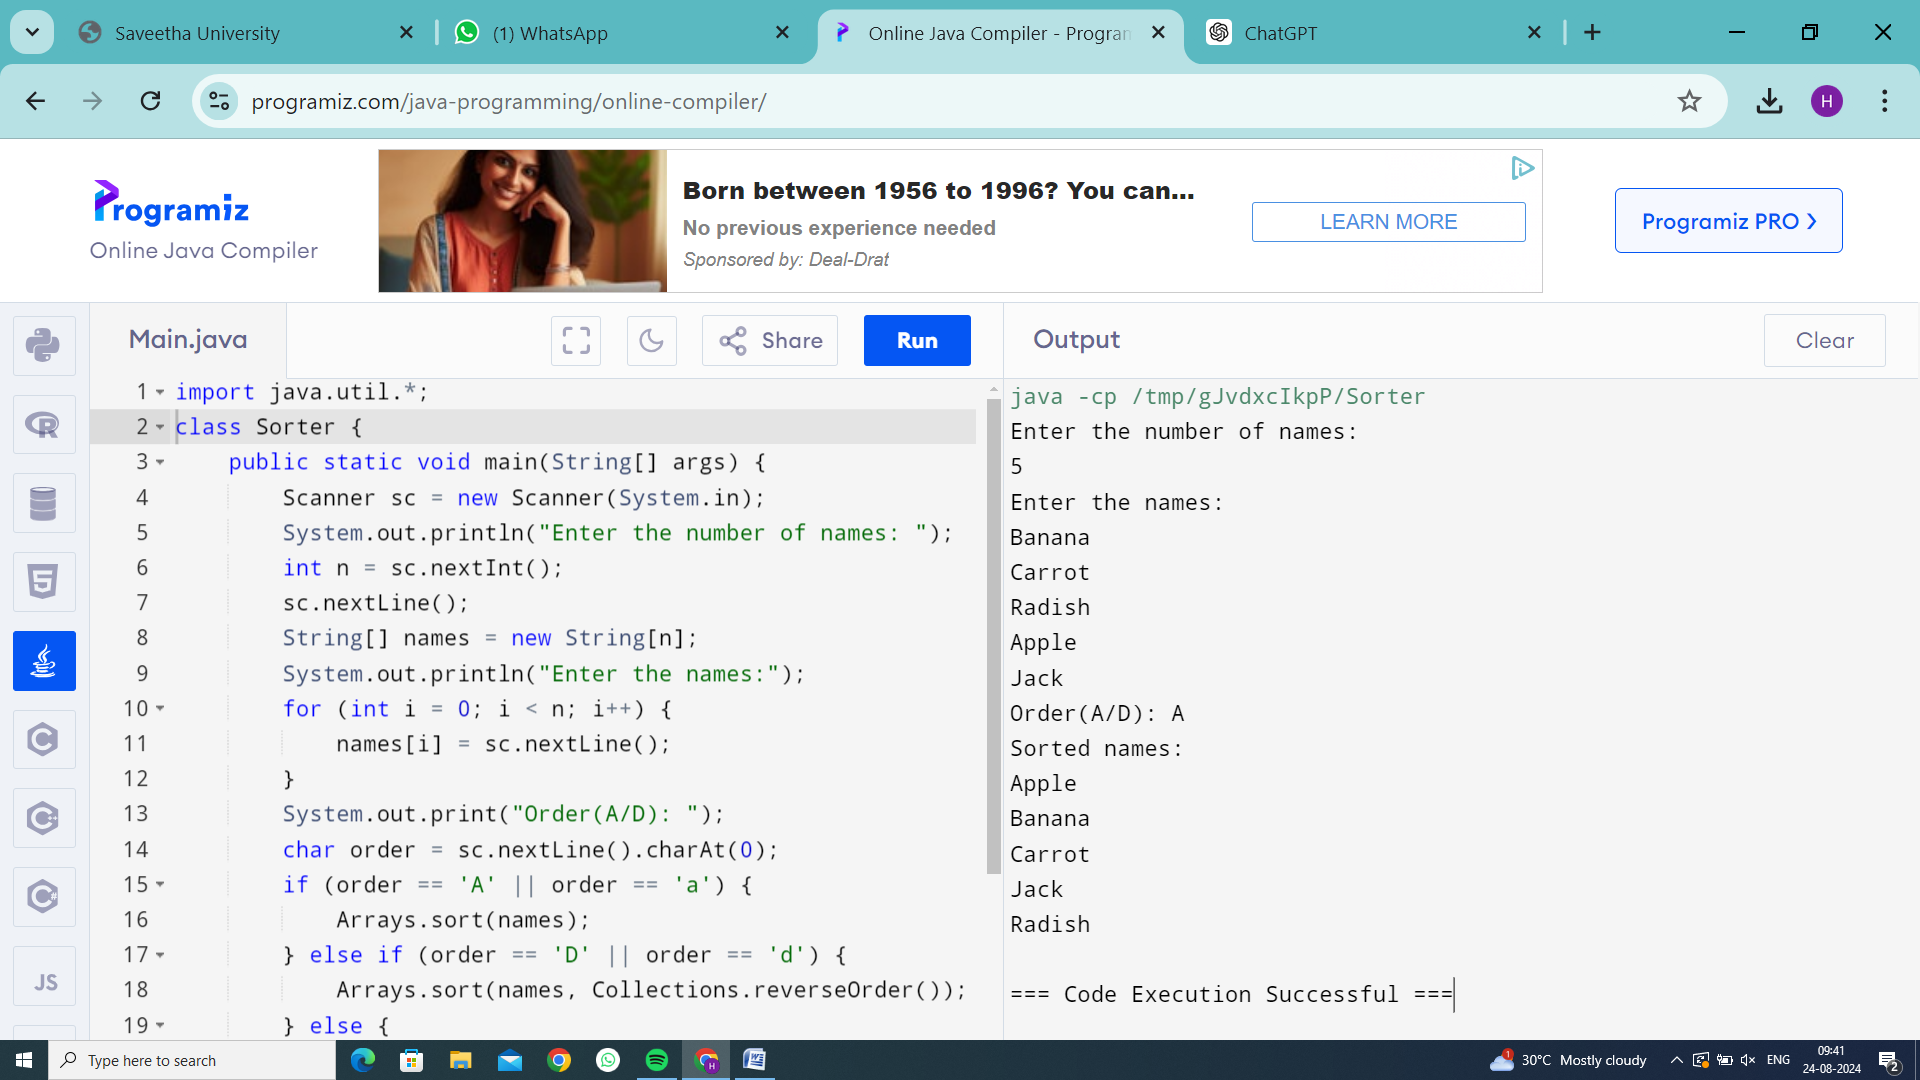 Saveetha University
(1) WhatsApp
Online Java Compiler - Program
ChatGPT
programiz.com/java-programming/online-compiler/
H
Programiz
Online Java Compiler
Born between 1956 to 1996? You can...
No previous experience needed
Sponsored by: Deal-Drat
LEARN MORE
Programiz PRO
Main.java
Share
Run
Output
Clear
1 import java.util.*;
2 class Sorter {
3 public static void main(String[] args) {
4 Scanner sc = new Scanner(System.in);
5 System.out.println("Enter the number of names: ");
6 int n = sc.nextInt();
7 sc.nextLine();
8 String[] names = new String[n];
9 System.out.println("Enter the names:");
10 for (int i = 0; i < n; i++) {
11 names[i] = sc.nextLine();
12 }
13 System.out.print("Order(A/D): ");
14 char order = sc.nextLine().charAt(0);
15 if (order == 'A' || order == 'a') {
16 Arrays.sort(names);
17 } else if (order == 'D' || order == 'd') {
18 Arrays.sort(names, Collections.reverseOrder());
19 } else {
JS
java -cp /tmp/gJvdxcIkpP/Sorter
Enter the number of names:
5
Enter the names:
Banana
Carrot
Radish
Apple
Jack
Order(A/D): A
Sorted names:
Apple
Banana
Carrot
Jack
Radish
=== Code Execution Successful ===
Type here to search
1
30°C Mostly cloudy
ENG
09:41
24-08-2024
2